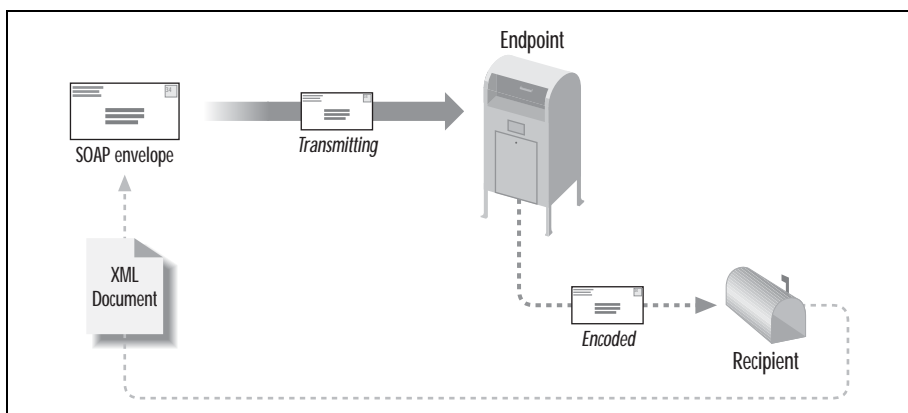 Endpoint
SOAP envelope
Transmitting
XML
Document
Encoded
Recipient